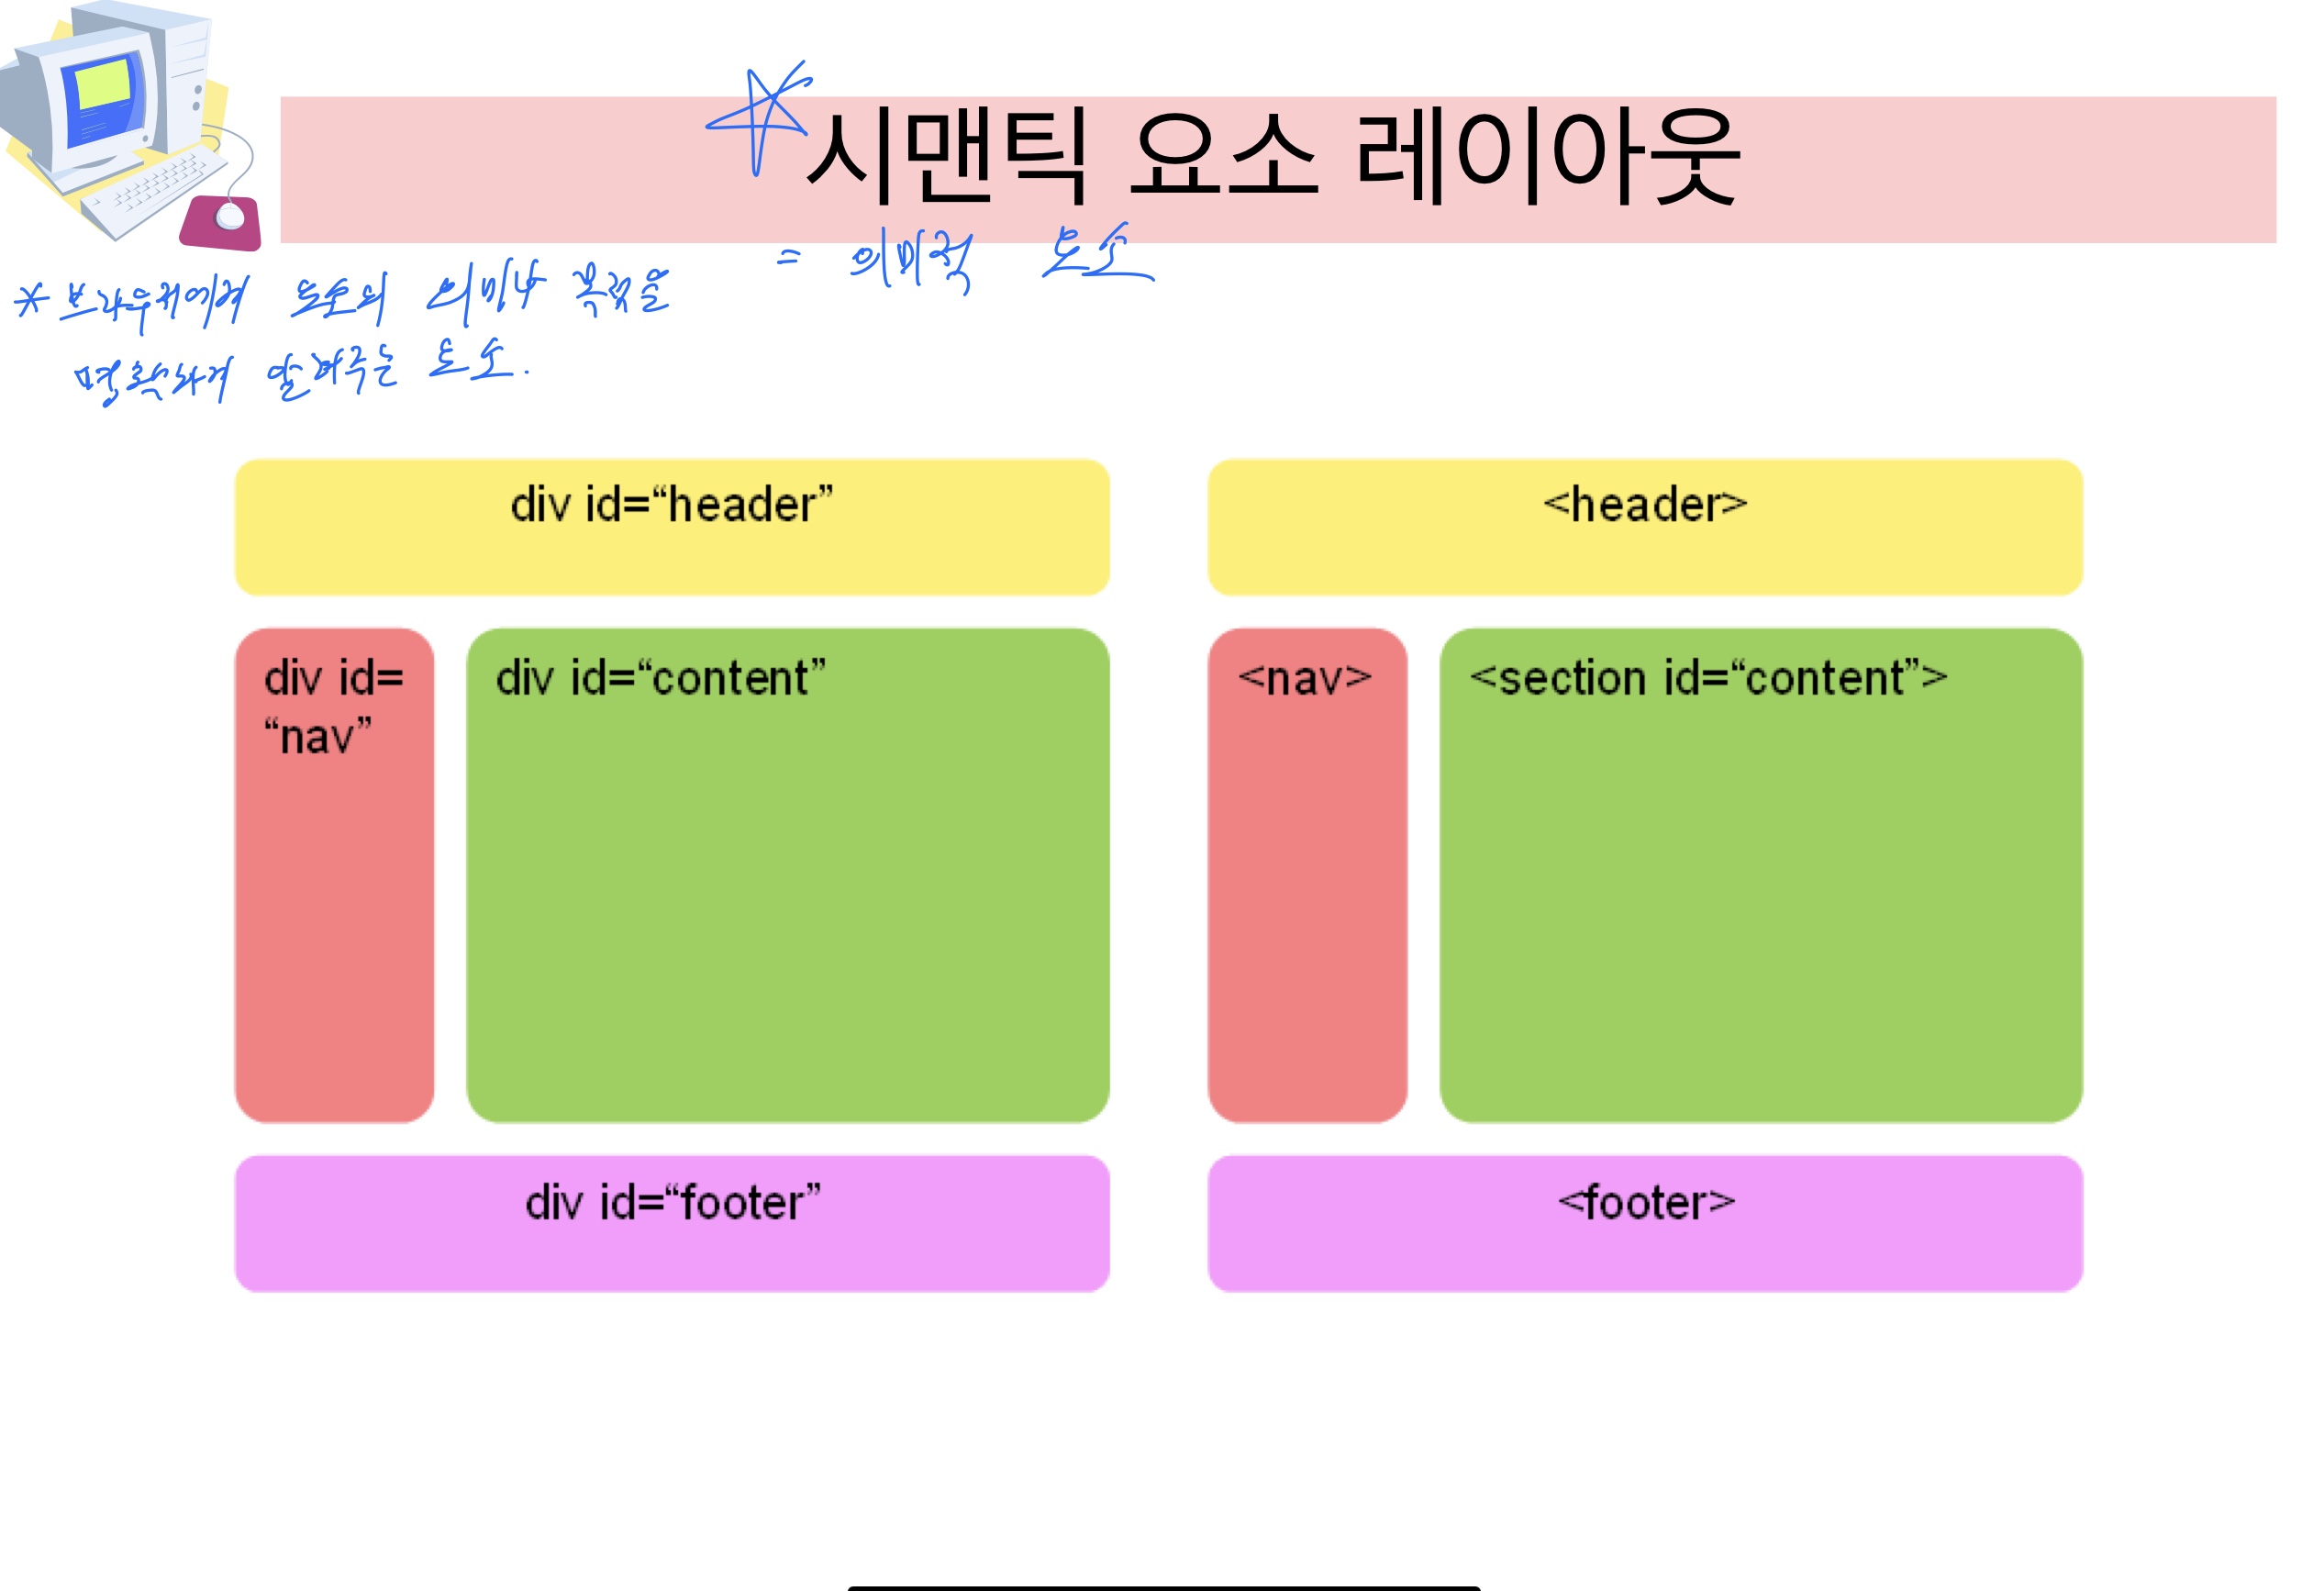 시맨틱 요소 레이아웃
= 의미적 요소
* 브라우저에게 요소의 의미나 목적을
명확하게 알려주는 요소.
div id=“header”
div id=
“nav”
div id=“content”
div id=“footer”
<header>
<nav>
<section id=“content”>
<footer>